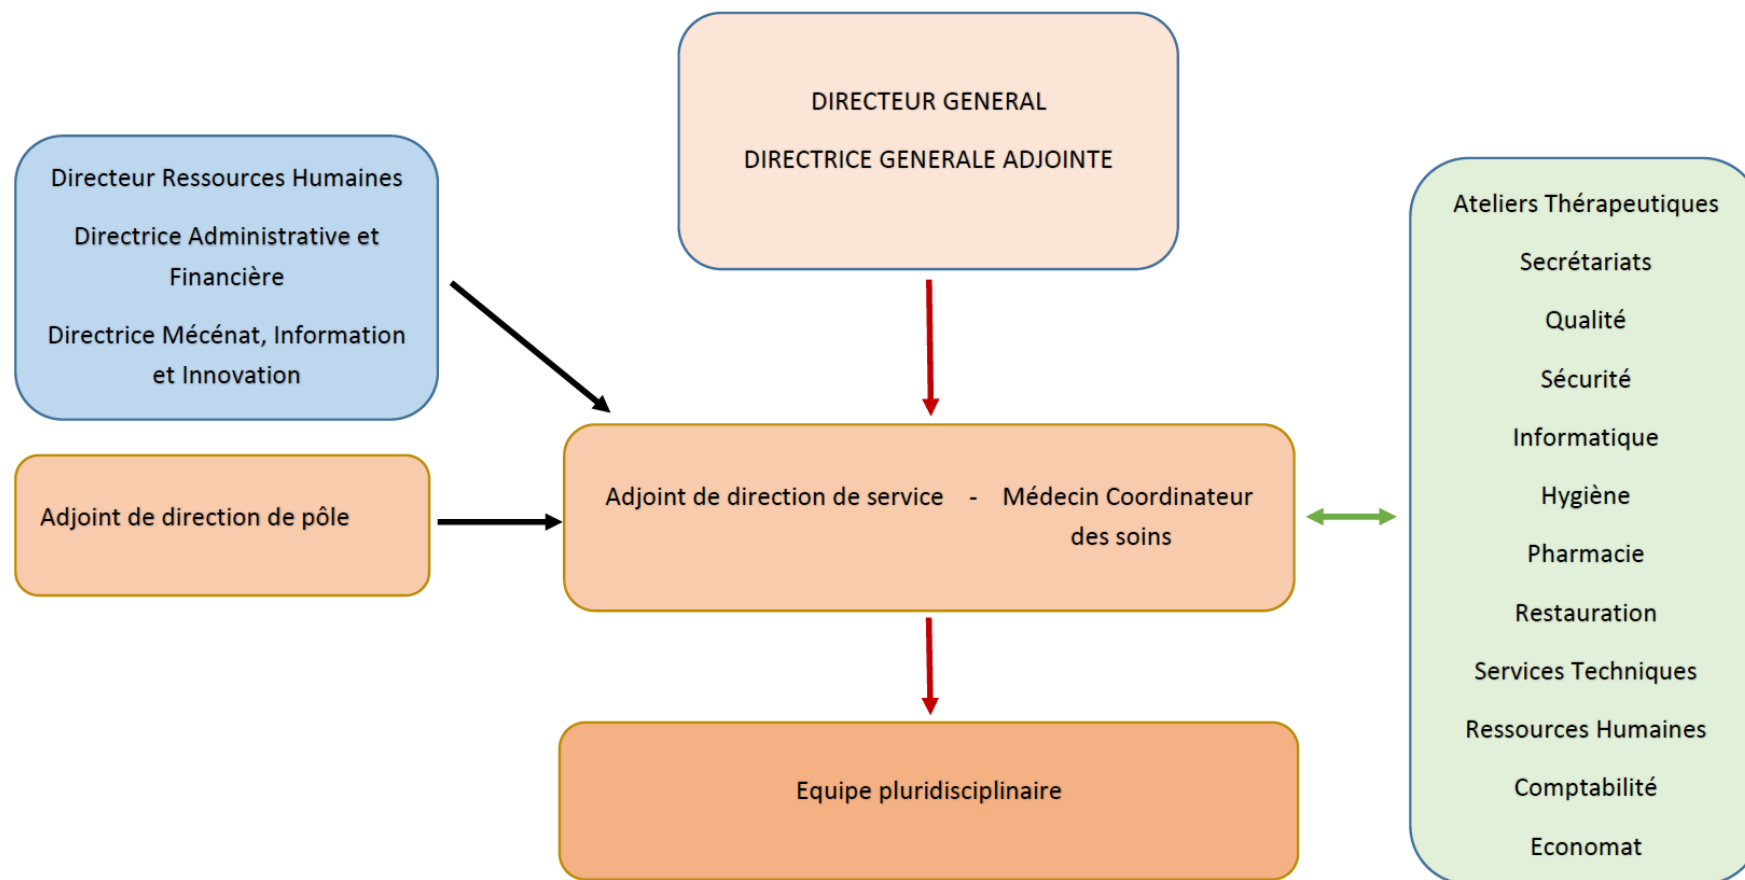 DIRECTEUR GENERAL
DIRECTRICE GENERALE ADJOINTE
Directeur Ressources Humaines
Directrice Administrative et
Financière
Directrice Mécénat, Information
et Innovation
Adjoint de direction de pôle
Adjoint de direction de service - Médecin Coordinateur
des soins
Equipe pluridisciplinaire
Ateliers Thérapeutiques
Secrétariats
Qualité
Sécurité
Informatique
Hygiène
Pharmacie
Restauration
Services Techniques
Ressources Humaines
Comptabilité
Economat